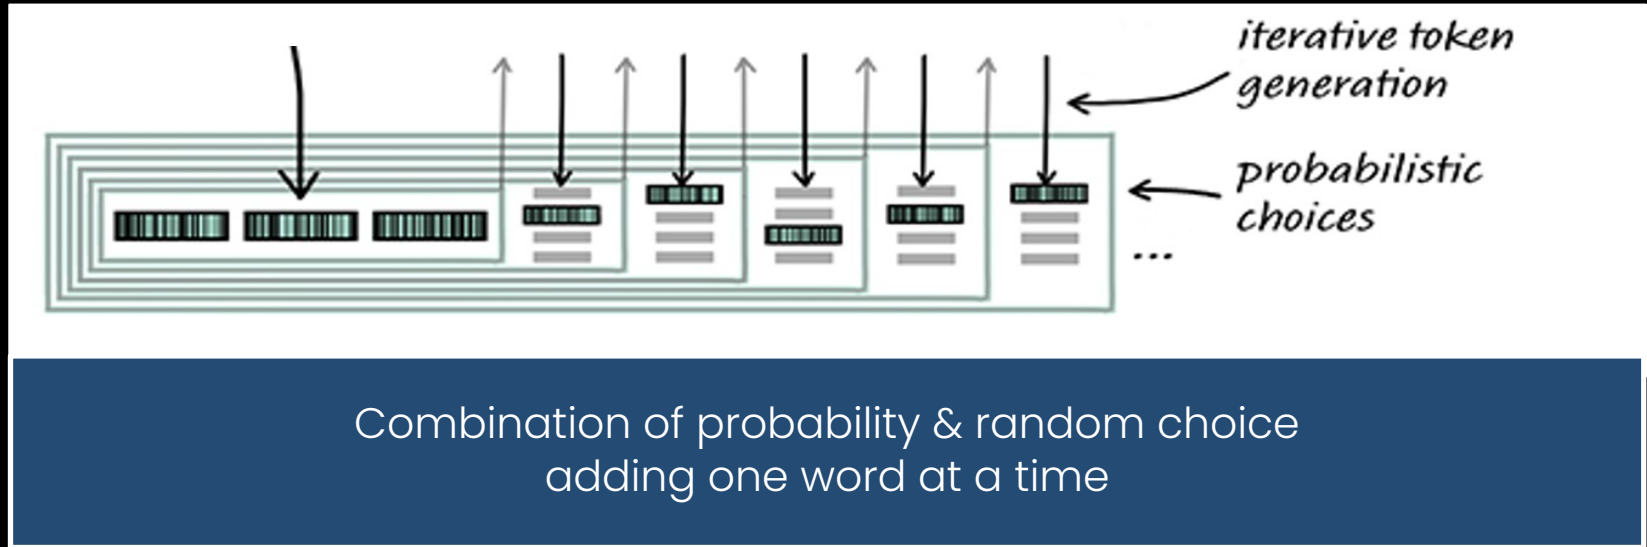 iterative token
generation
probabilistic
choices
...
Combination of probability & random choice
adding one word at a time